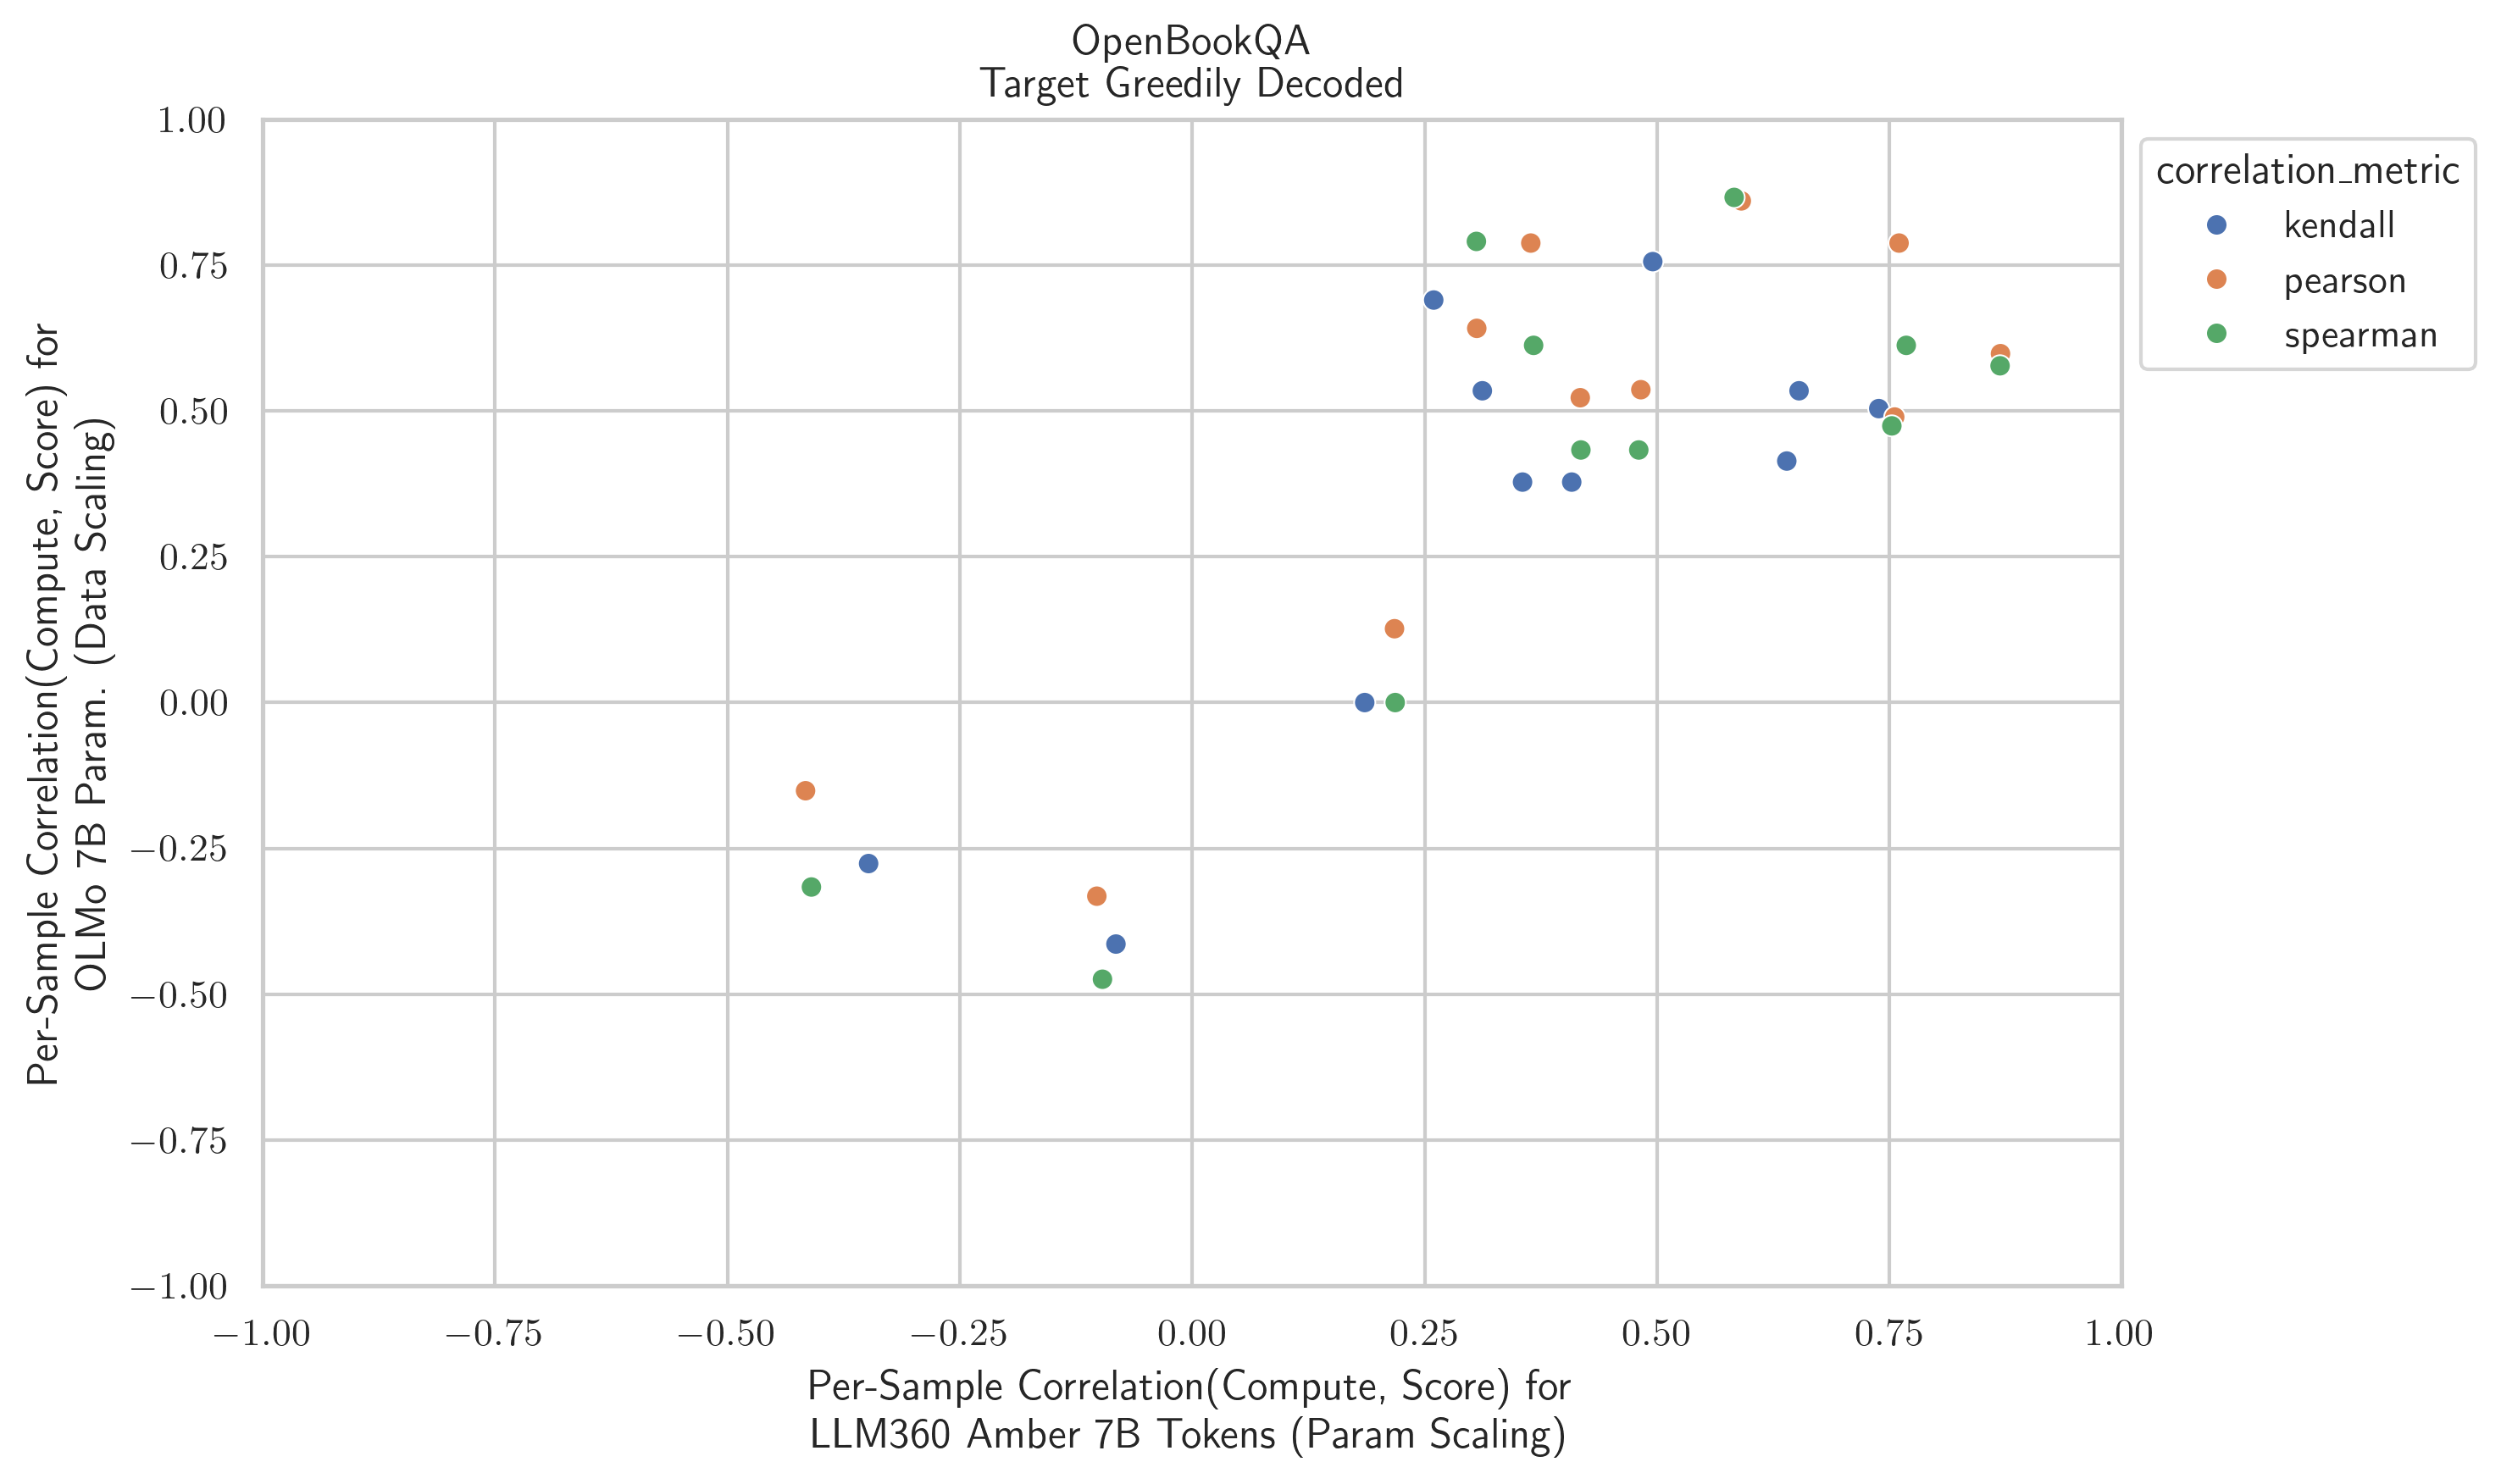 OpenBookQA
Target Greedily Decoded
Per-Sample Correlation(Compute, Score) for
OLMo 7B Param. (Data Scaling)
1.00
0.75
0.50
0.25
0.00
−0.25
−0.50
−0.75
−1.00
−1.00 −0.75 −0.50 −0.25 0.00 0.25 0.50 0.75 1.00
Per-Sample Correlation(Compute, Score) for
LLM360 Amber 7B Tokens (Param Scaling)
correlation_metric
kendall
pearson
spearman